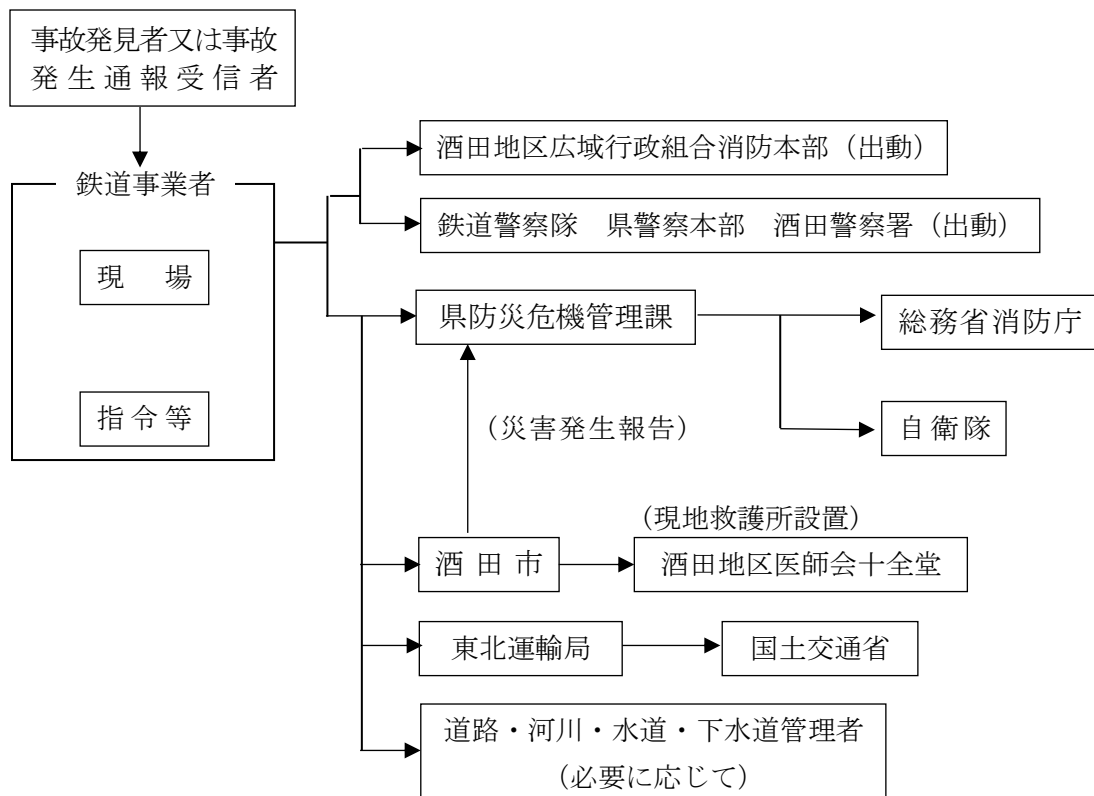 事故発見者又は事故
発生通報受信者
鉄道事業者
現 場
指令等
酒田地区広域行政組合消防本部（出動）
鉄道警察隊　県警察本部　酒田警察署（出動）
県防災危機管理課
総務省消防庁
自衛隊
（災害発生報告）
（現地救護所設置）
酒田市
酒田地区医師会十全堂
東北運輸局
国土交通省
道路・河川・水道・下水道管理者
（必要に応じて）